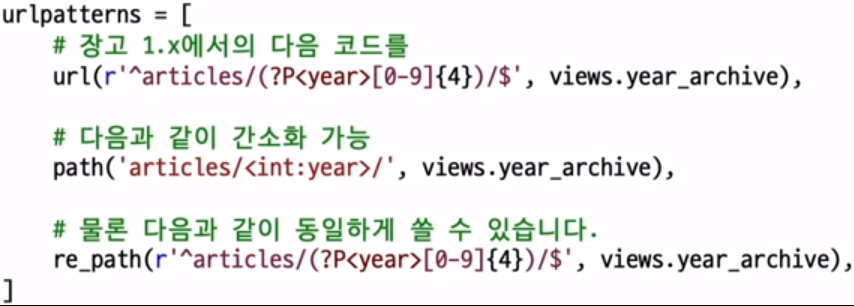 urlpatterns = [
    # 장고 1.x에서의 다음 코드를
    url(r'^articles/(?P<year>[0-9]{4})/$', views.year_archive),
    # 다음과 같이 간소화 가능
    path('articles/<int:year>/', views.year_archive),
    # 물론 다음과 같이 동일하게 쓸 수 있습니다.
    re_path(r'^articles/(?P<year>[0-9]{4})/$', views.year_archive),
]